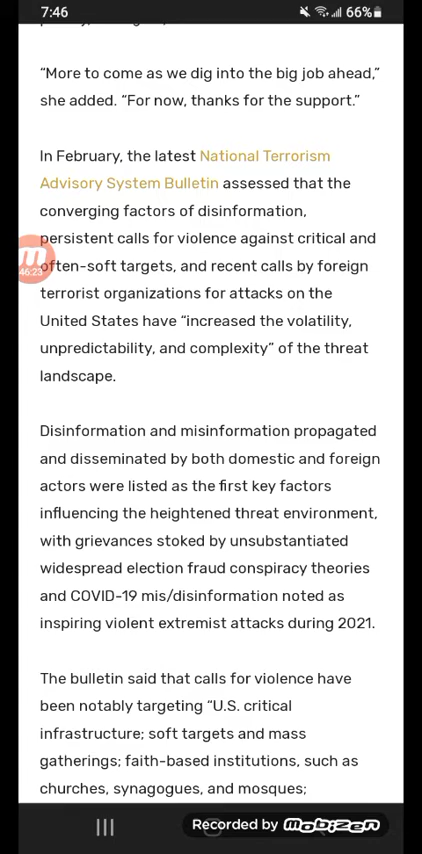 7:46 66%
“More to come as we dig into the big job ahead,”
she added. “For now, thanks for the support.”
In February, the latest National Terrorism
Advisory System Bulletin assessed that the
converging factors of disinformation,
persistent calls for violence against critical and
often-soft targets, and recent calls by foreign
46:23
terrorist organizations for attacks on the
United States have “increased the volatility,
unpredictability, and complexity” of the threat
landscape.
Disinformation and misinformation propagated
and disseminated by both domestic and foreign
actors were listed as the first key factors
influencing the heightened threat environment,
with grievances stoked by unsubstantiated
widespread election fraud conspiracy theories
and COVID-19 mis/disinformation noted as
inspiring violent extremist attacks during 2021.
The bulletin said that calls for violence have
been notably targeting “U.S. critical
infrastructure; soft targets and mass
gatherings; faith-based institutions, such as
churches, synagogues, and mosques;
Recorded by mobizen